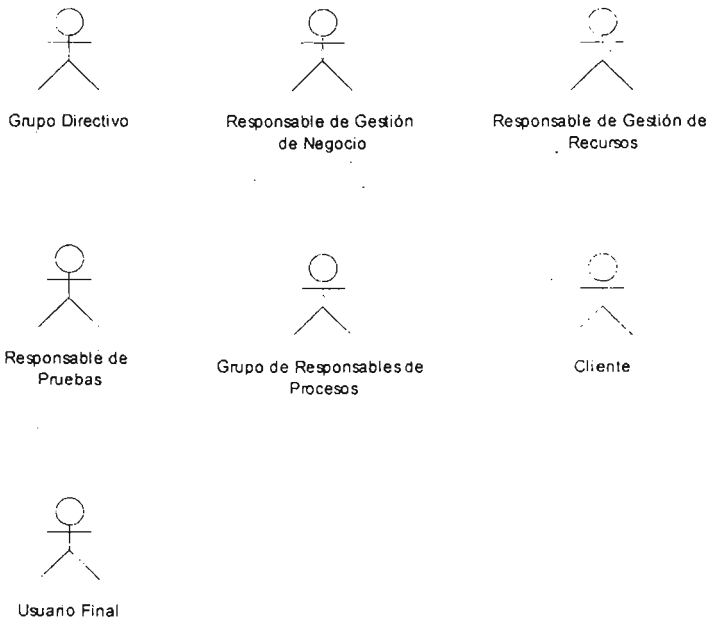 Grupo Directivo
Responsable de Gestión
de Negocio
Responsable de Gestión de
Recursos
Responsable de
Pruebas
Grupo de Responsables de
Procesos
Cliente
Usuario Final